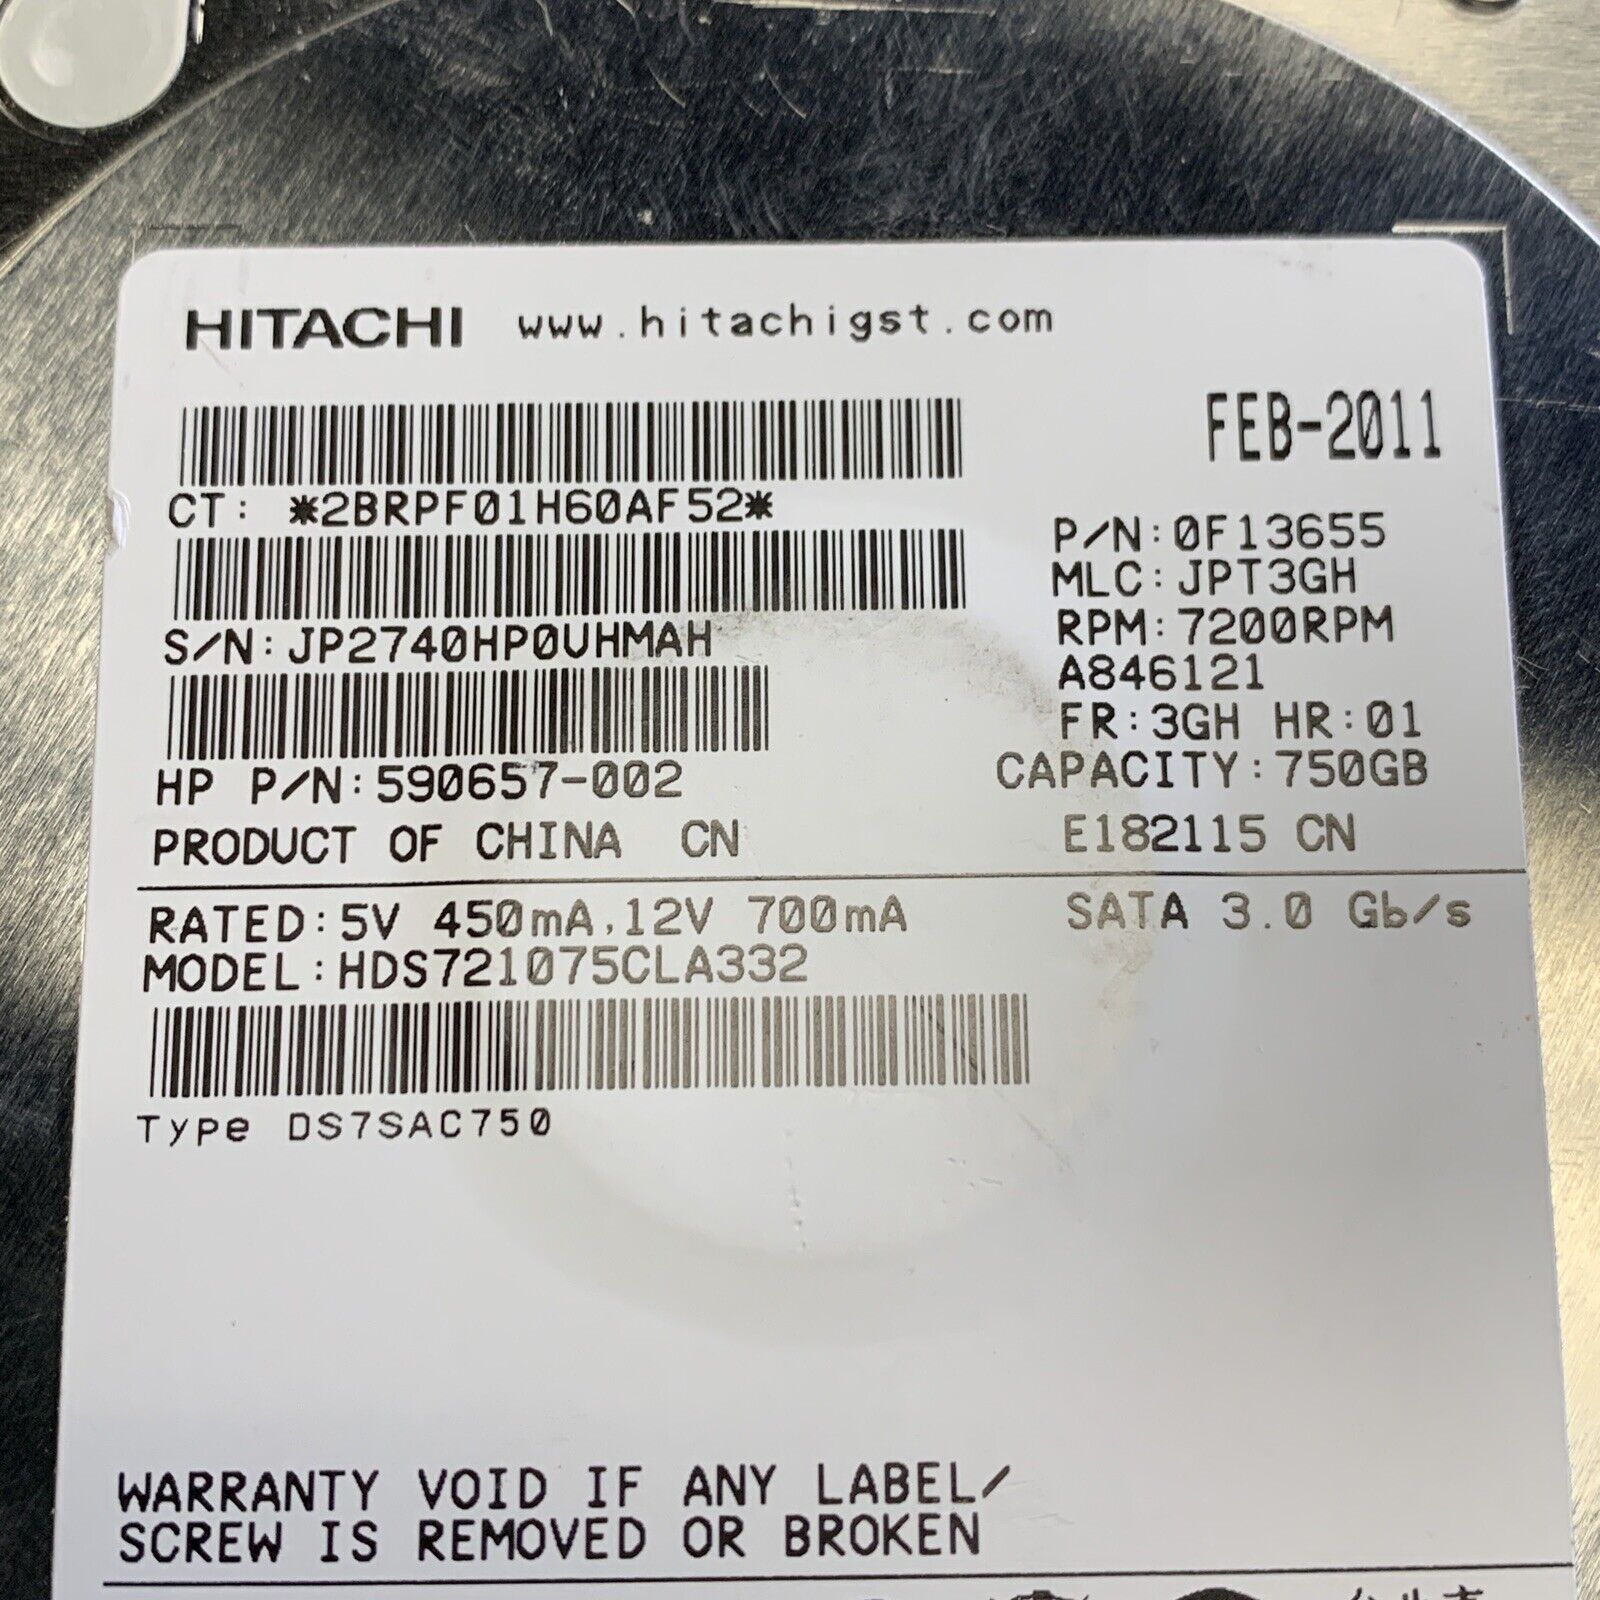 HITACHI www.hitachigst.com
FEB-2011
CT: *2BRPF01H60AF52*
P/N:0F13655
MLC:JPT3GH
S/N:JP2740HP0UHMAH
RPM:7200RPM
A846121
FR:3GH HR:01
HP P/N:590657-002
CAPACITY:750GB
PRODUCT OF CHINA CN
E182115 CN
RATED:5V 450mA,12V 700mA
SATA 3.0 Gb/s
MODEL:HDS721075CLA332
Type DS7SAC750
WARRANTY VOID IF ANY LABEL/
SCREW IS REMOVED OR BROKEN